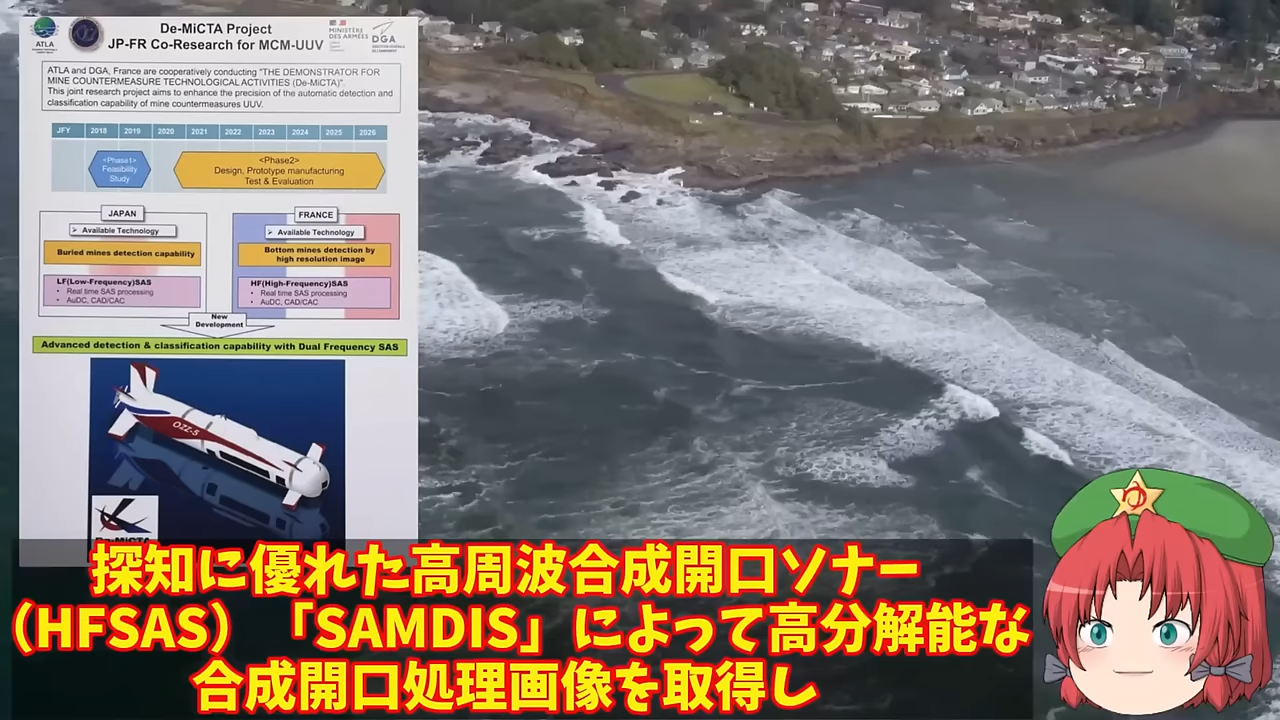 De-MiCTA Project
JP-FR Co-Research for MCM-UUV
ATLA
MINISTÈRE
DES ARMÉES
DGA
ATLA and DGA, France are cooperatively conducting "THE DEMONSTRATOR FOR
MINE COUNTERMEASURE TECHNOLOGICAL ACTIVITIES (De-MiCTA)".
This joint research project aims to enhance the precision of the automatic detection and
classification capability of mine countermeasures UUV.
JFY 2018 2019 2020 2021 2022 2023 2024 2025 2026
<Phase1>
Feasibility
Study
<Phase2>
Design, Prototype manufacturing
Test & Evaluation
JAPAN
➢ Available Technology
Buried mines detection capability
LF(Low-Frequency)SAS
• Real time SAS processing
• AuDC, CAD/CAC
FRANCE
➢ Available Technology
Bottom mines detection by
high resolution image
HF(High-Frequency)SAS
• Real time SAS processing
• AuDC, CAD/CAC
New
Development
Advanced detection & classification capability with Dual Frequency SAS
OZZ-5
De-MiCTA
探知に優れた高周波合成開口ソナー
（HFSAS）「SAMDIS」によって高分解能な
合成開口処理画像を取得し
ゆ